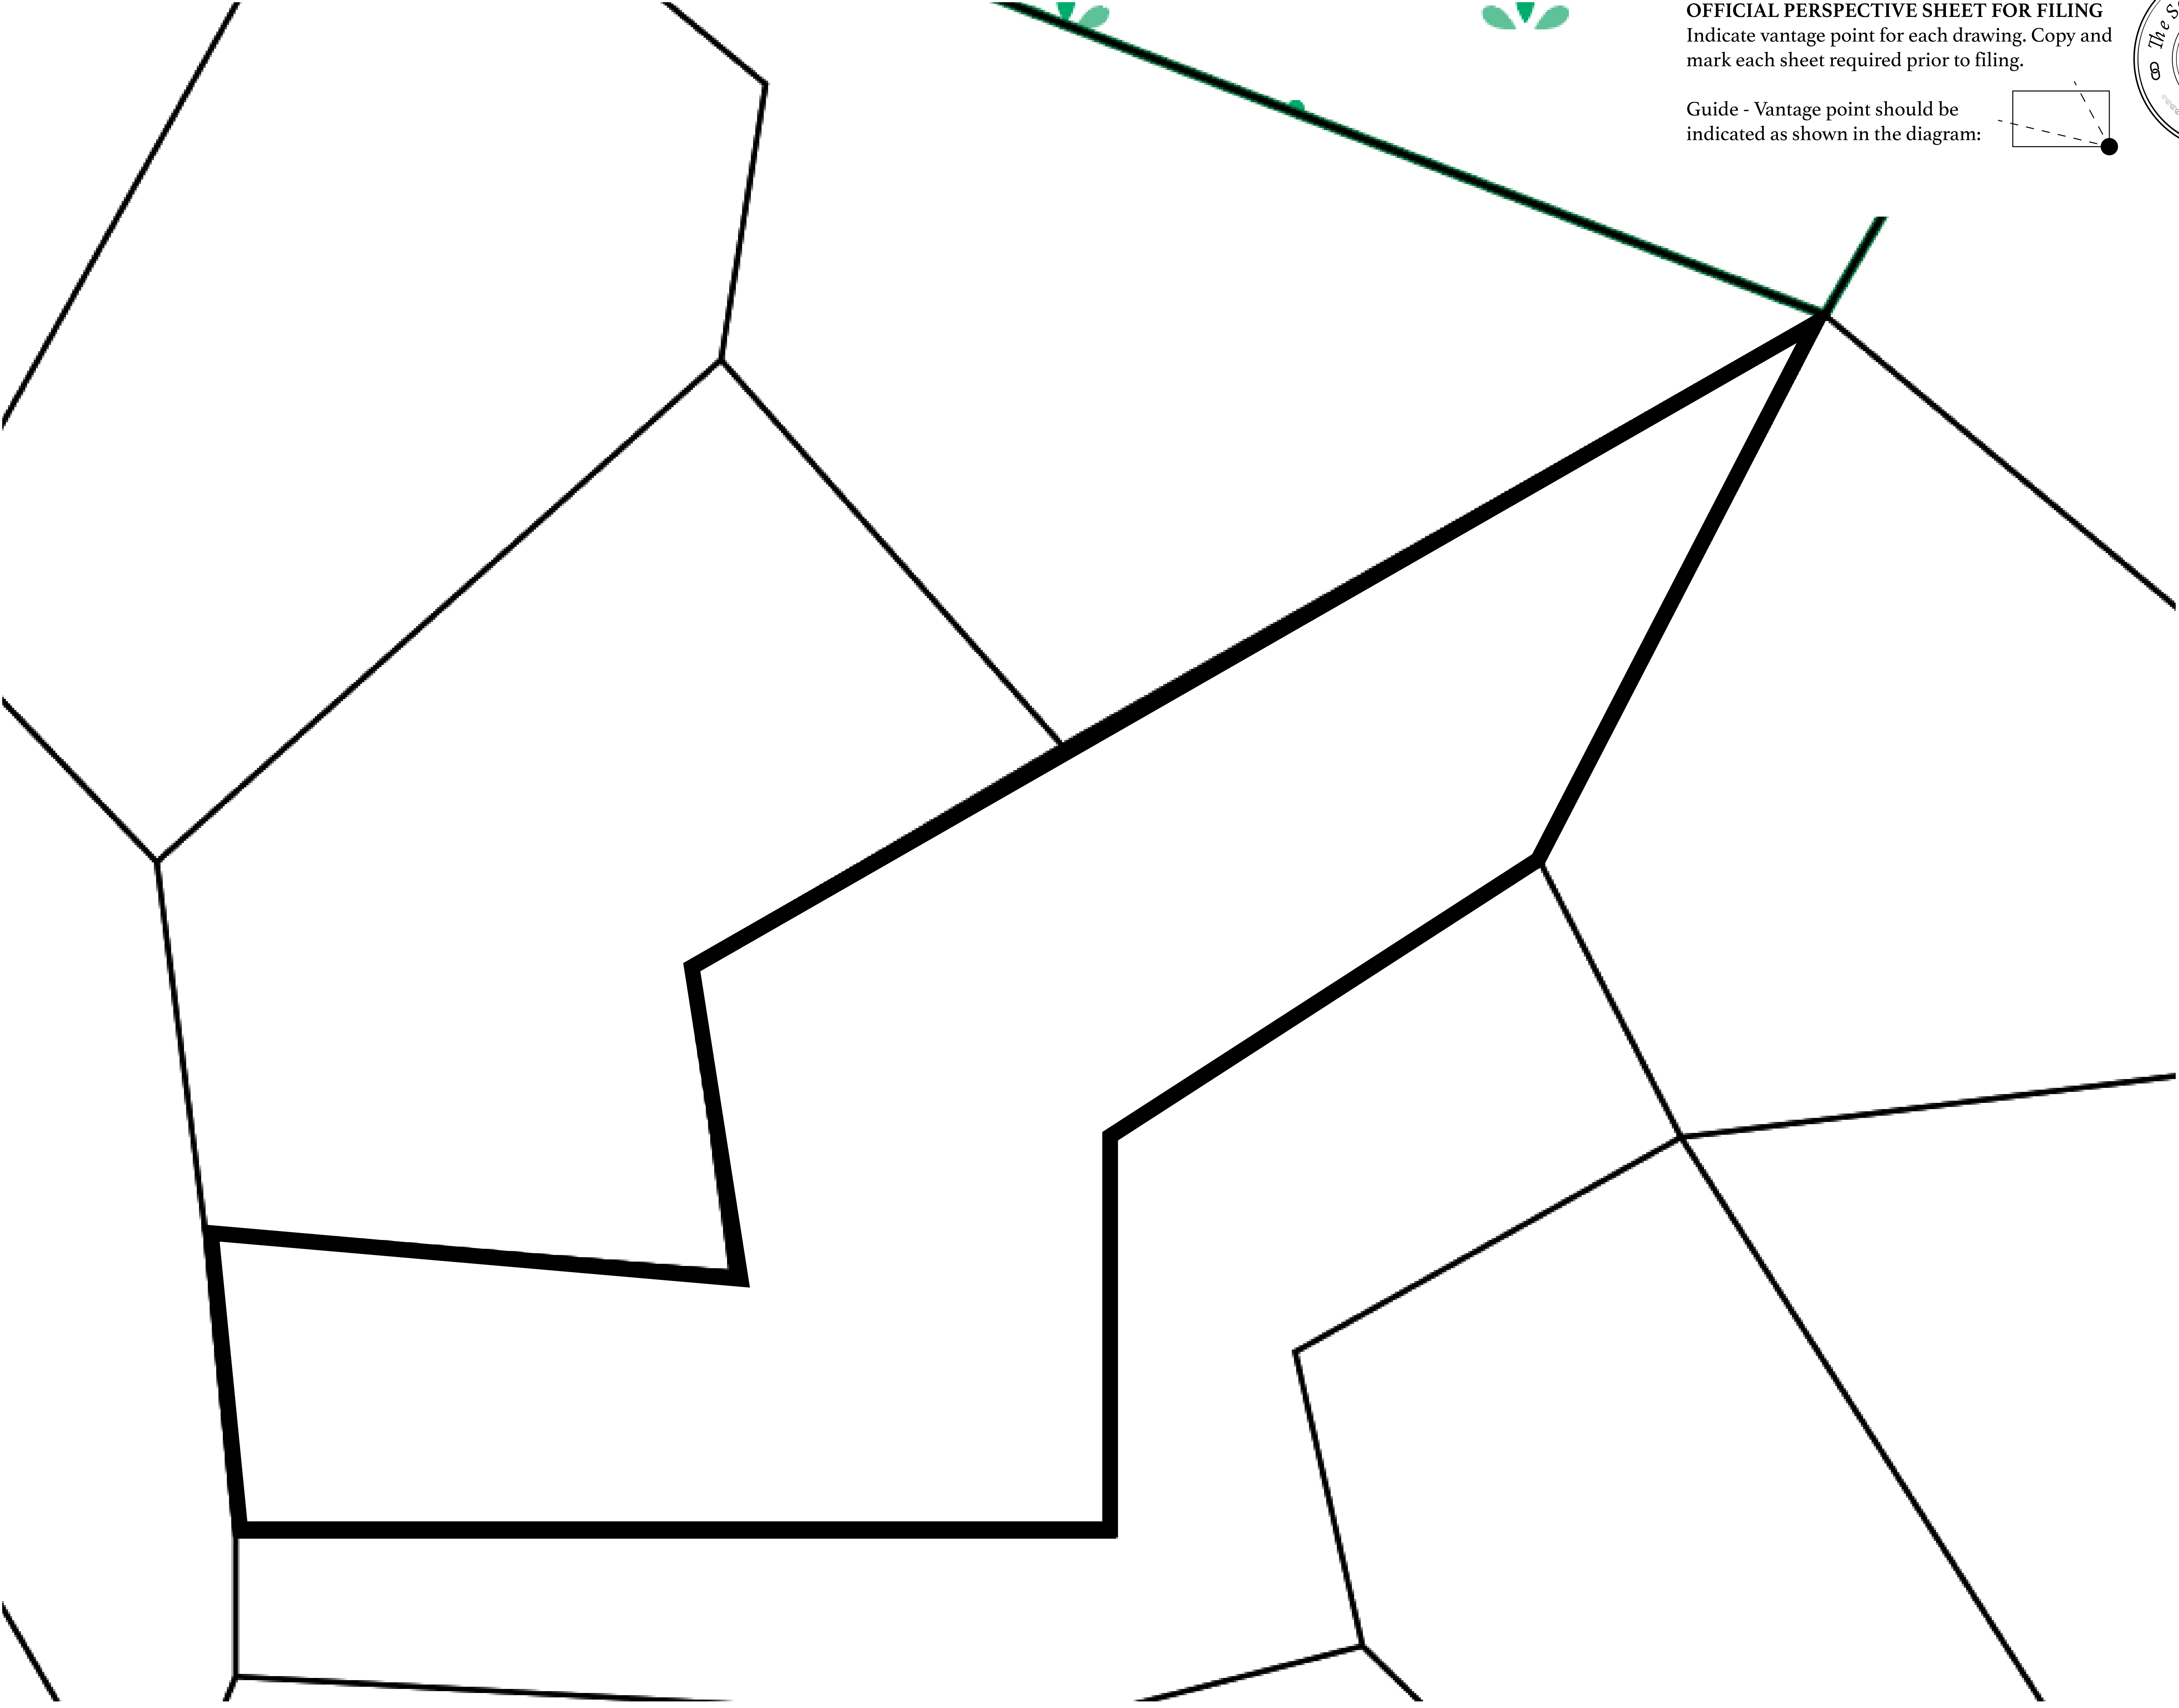 OFFICIAL PERSPECTIVE SHEET FOR FILING
Indicate vantage point for each drawing. Copy and
mark each sheet required prior to filing.
Guide - Vantage point should be
indicated as shown in the diagram:
The